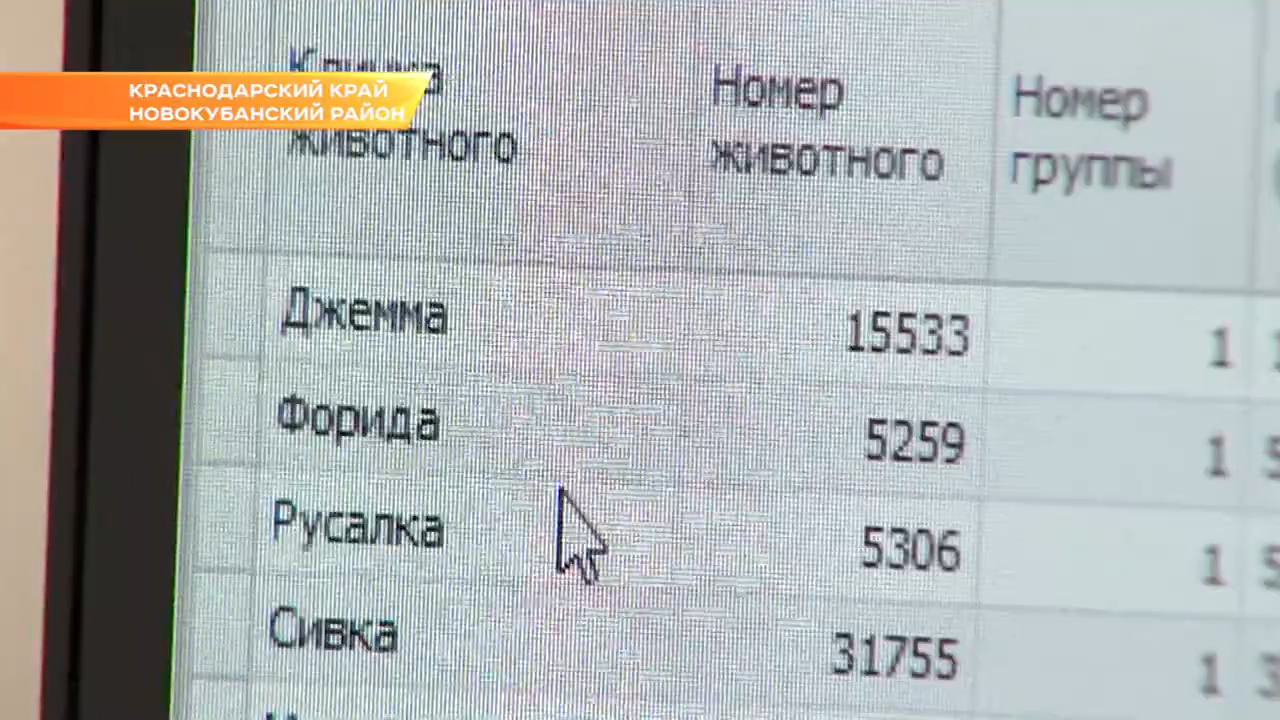 КРАСНОДАРСКИЙ КРАЙ
НОВОКУБАНСКИЙ РАЙОН
Кличка
животного
Номер
животного
Номер
группы
Джемма 15533 1
Форида 5259 1
Русалка 5306 1
Сивка 31755 1